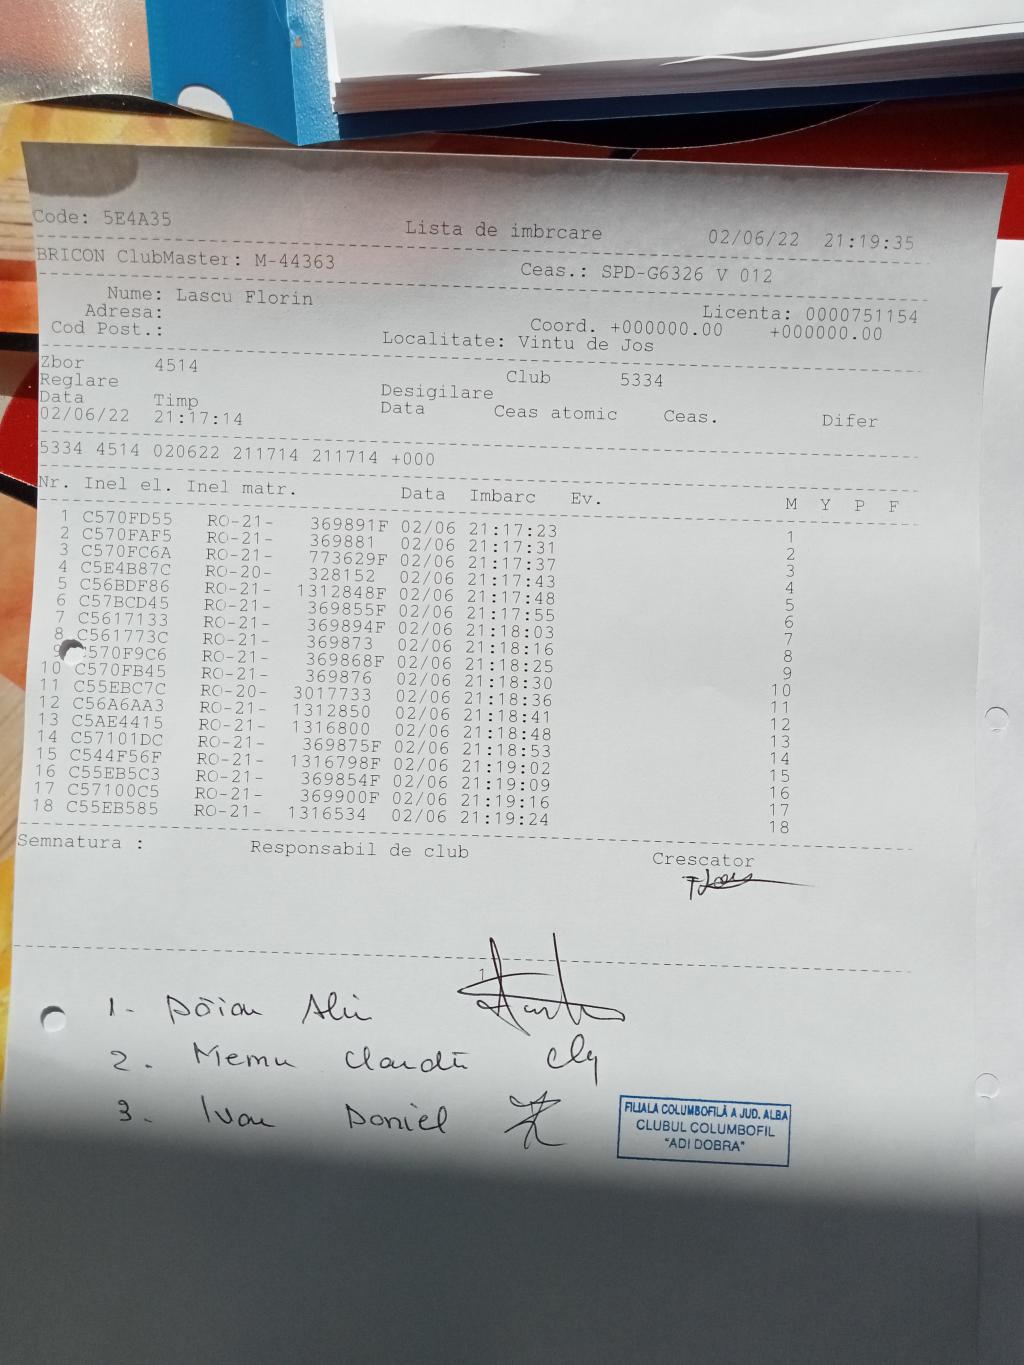 Code: 5E4A35 Lista de imbrcare 02/06/22 21:19:35
BRICON ClubMaster: M-44363 Ceas.: SPD-G6326 V 012
Nume: Lascu Florin Licenta: 0000751154
Adresa: Coord. +000000.00 +000000.00
Cod Post.: Localitate: Vintu de Jos
Zbor 4514 Club 5334
Reglare Desigilare
Data Timp Data Ceas atomic Ceas. Difer
02/06/22 21:17:14
5334 4514 020622 211714 211714 +000
Nr. Inel el. Inel matr. Data Imbarc Ev. M Y P F
1 C570FD55 RO-21- 369891F 02/06 21:17:23 1
2 C570FAF5 RO-21- 369881 02/06 21:17:31 2
3 C570FC6A RO-21- 773629F 02/06 21:17:37 3
4 C5E4B87C RO-20- 328152 02/06 21:17:43 4
5 C56BDF86 RO-21- 1312848F 02/06 21:17:48 5
6 C57BCD45 RO-21- 369855F 02/06 21:17:55 6
7 C5617133 RO-21- 369894F 02/06 21:18:03 7
8 C561773C RO-21- 369873 02/06 21:18:16 8
9 C570F9C6 RO-21- 369868F 02/06 21:18:25 9
10 C570FB45 RO-21- 369876 02/06 21:18:30 10
11 C55EBC7C RO-20- 3017733 02/06 21:18:36 11
12 C56A6AA3 RO-21- 1312850 02/06 21:18:41 12
13 C5AE4415 RO-21- 1316800 02/06 21:18:48 13
14 C57101DC RO-21- 369875F 02/06 21:18:53 14
15 C544F56F RO-21- 1316798F 02/06 21:19:02 15
16 C55EB5C3 RO-21- 369854F 02/06 21:19:09 16
17 C57100C5 RO-21- 369900F 02/06 21:19:16 17
18 C55EB585 RO-21- 1316534 02/06 21:19:24 18
Semnatura : Responsabil de club Crescator
1
1. Döian Alin
2. Memu Claudiu
3. Ivan Daniel
FILIALA COLUMBOFILĂ A JUD. ALBA
CLUBUL COLUMBOFIL
"ADI DOBRA"